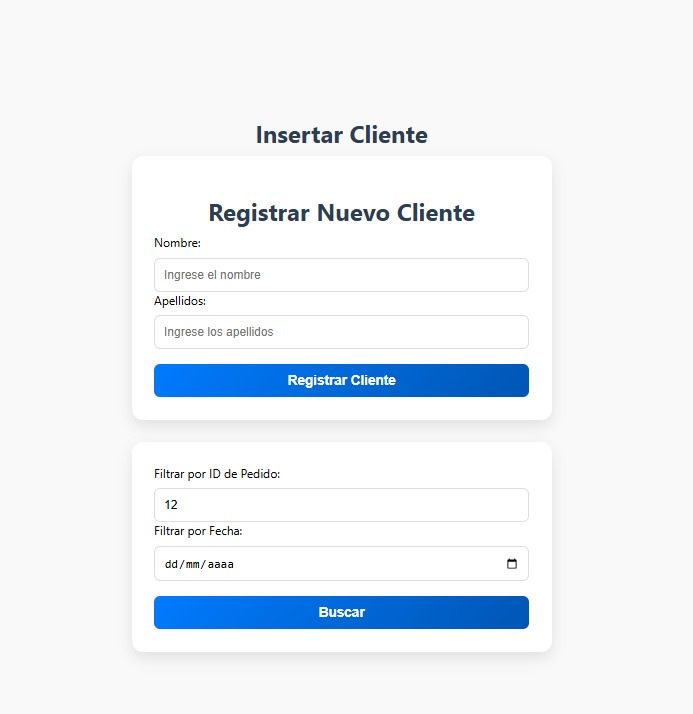 Insertar Cliente
Registrar Nuevo Cliente
Nombre:
Ingrese el nombre
Apellidos:
Ingrese los apellidos
Registrar Cliente
Filtrar por ID de Pedido:
12
Filtrar por Fecha:
dd/mm/aaaa
Buscar